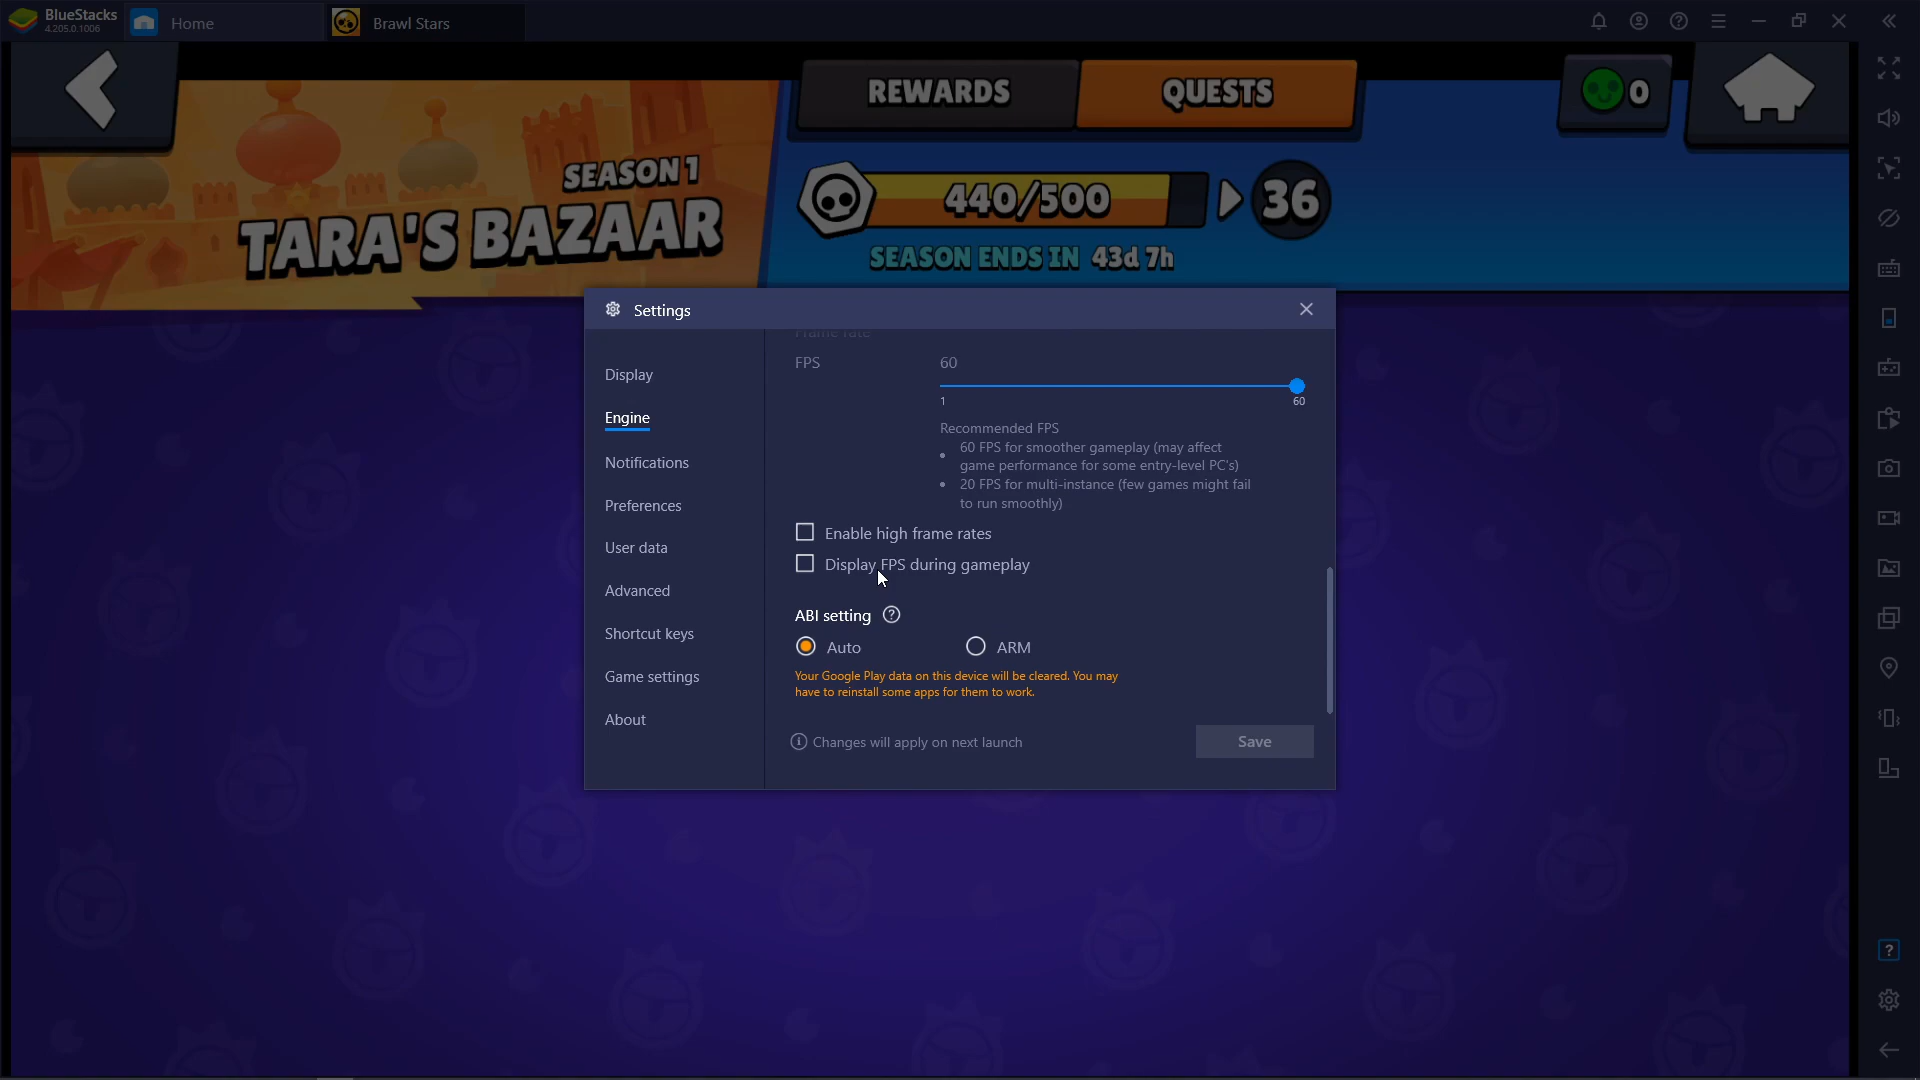 BlueStacks
4.205.0.1006
Home
Brawl Stars
REWARDS
QUESTS
0
SEASON 1
TARA'S BAZAAR
440/500
36
SEASON ENDS IN 43d 7h
Settings
Display
Engine
Notifications
Preferences
User data
Advanced
Shortcut keys
Game settings
About
Frame rate
FPS
60
1
60
Recommended FPS
• 60 FPS for smoother gameplay (may affect
game performance for some entry-level PC's)
• 20 FPS for multi-instance (few games might fail
to run smoothly)
Enable high frame rates
Display FPS during gameplay
ABI setting
Auto
ARM
Your Google Play data on this device will be cleared. You may
have to reinstall some apps for them to work.
Changes will apply on next launch
Save